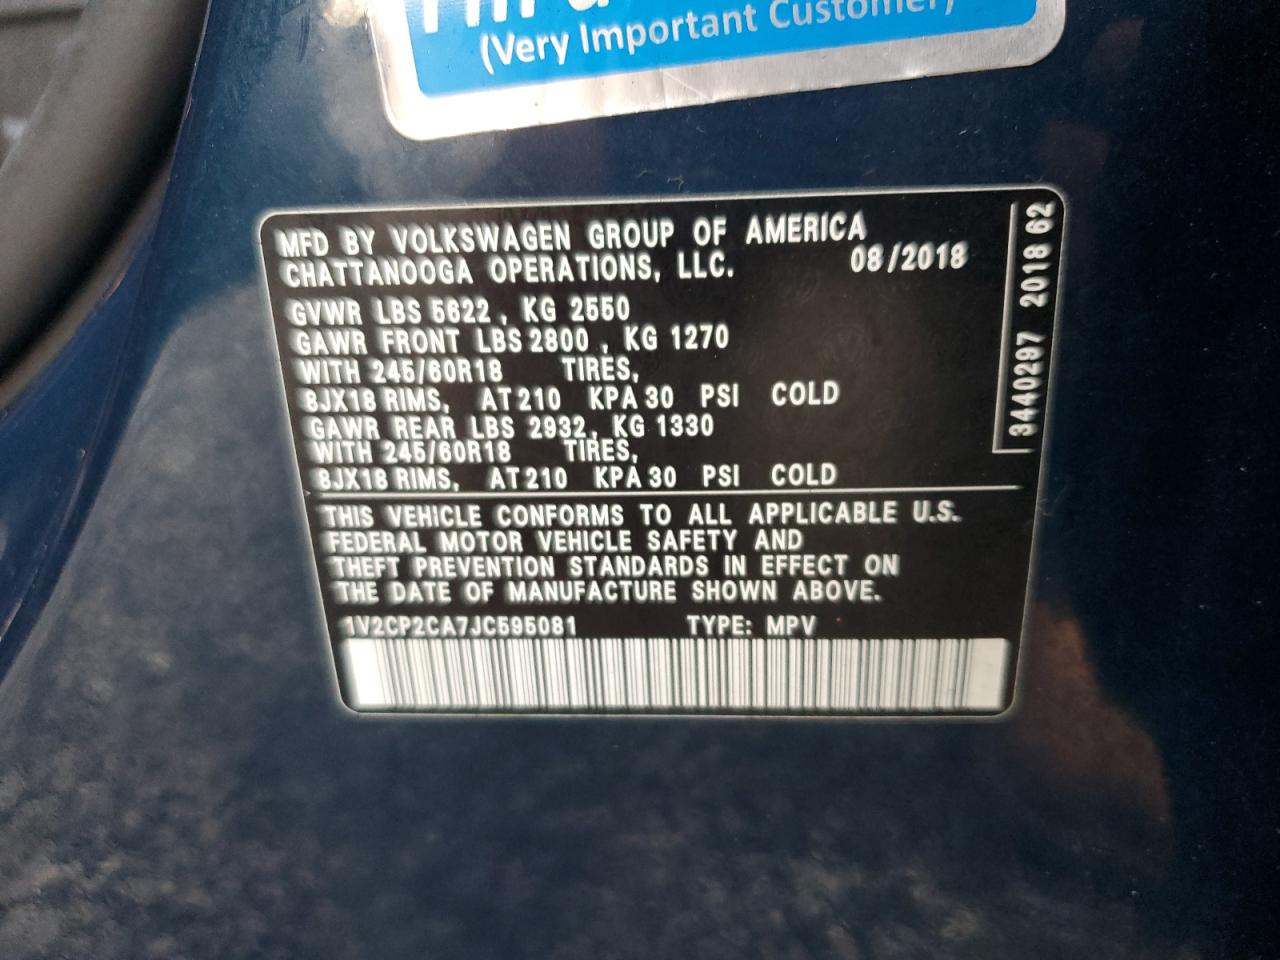 (Very Important Customer)
MFD BY VOLKSWAGEN GROUP OF AMERICA
CHATTANOOGA OPERATIONS, LLC. 08/2018
GVWR LBS 5622, KG 2550
GAWR FRONT LBS 2800, KG 1270
WITH 245/60R18 TIRES,
8JX18 RIMS, AT 210 KPA 30 PSI COLD
GAWR REAR LBS 2932, KG 1330
WITH 245/60R18 TIRES,
8JX18 RIMS, AT 210 KPA 30 PSI COLD
THIS VEHICLE CONFORMS TO ALL APPLICABLE U.S.
FEDERAL MOTOR VEHICLE SAFETY AND
THEFT PREVENTION STANDARDS IN EFFECT ON
THE DATE OF MANUFACTURE SHOWN ABOVE.
1V2CP2CA7JC595081 TYPE: MPV
3440297 2018 62